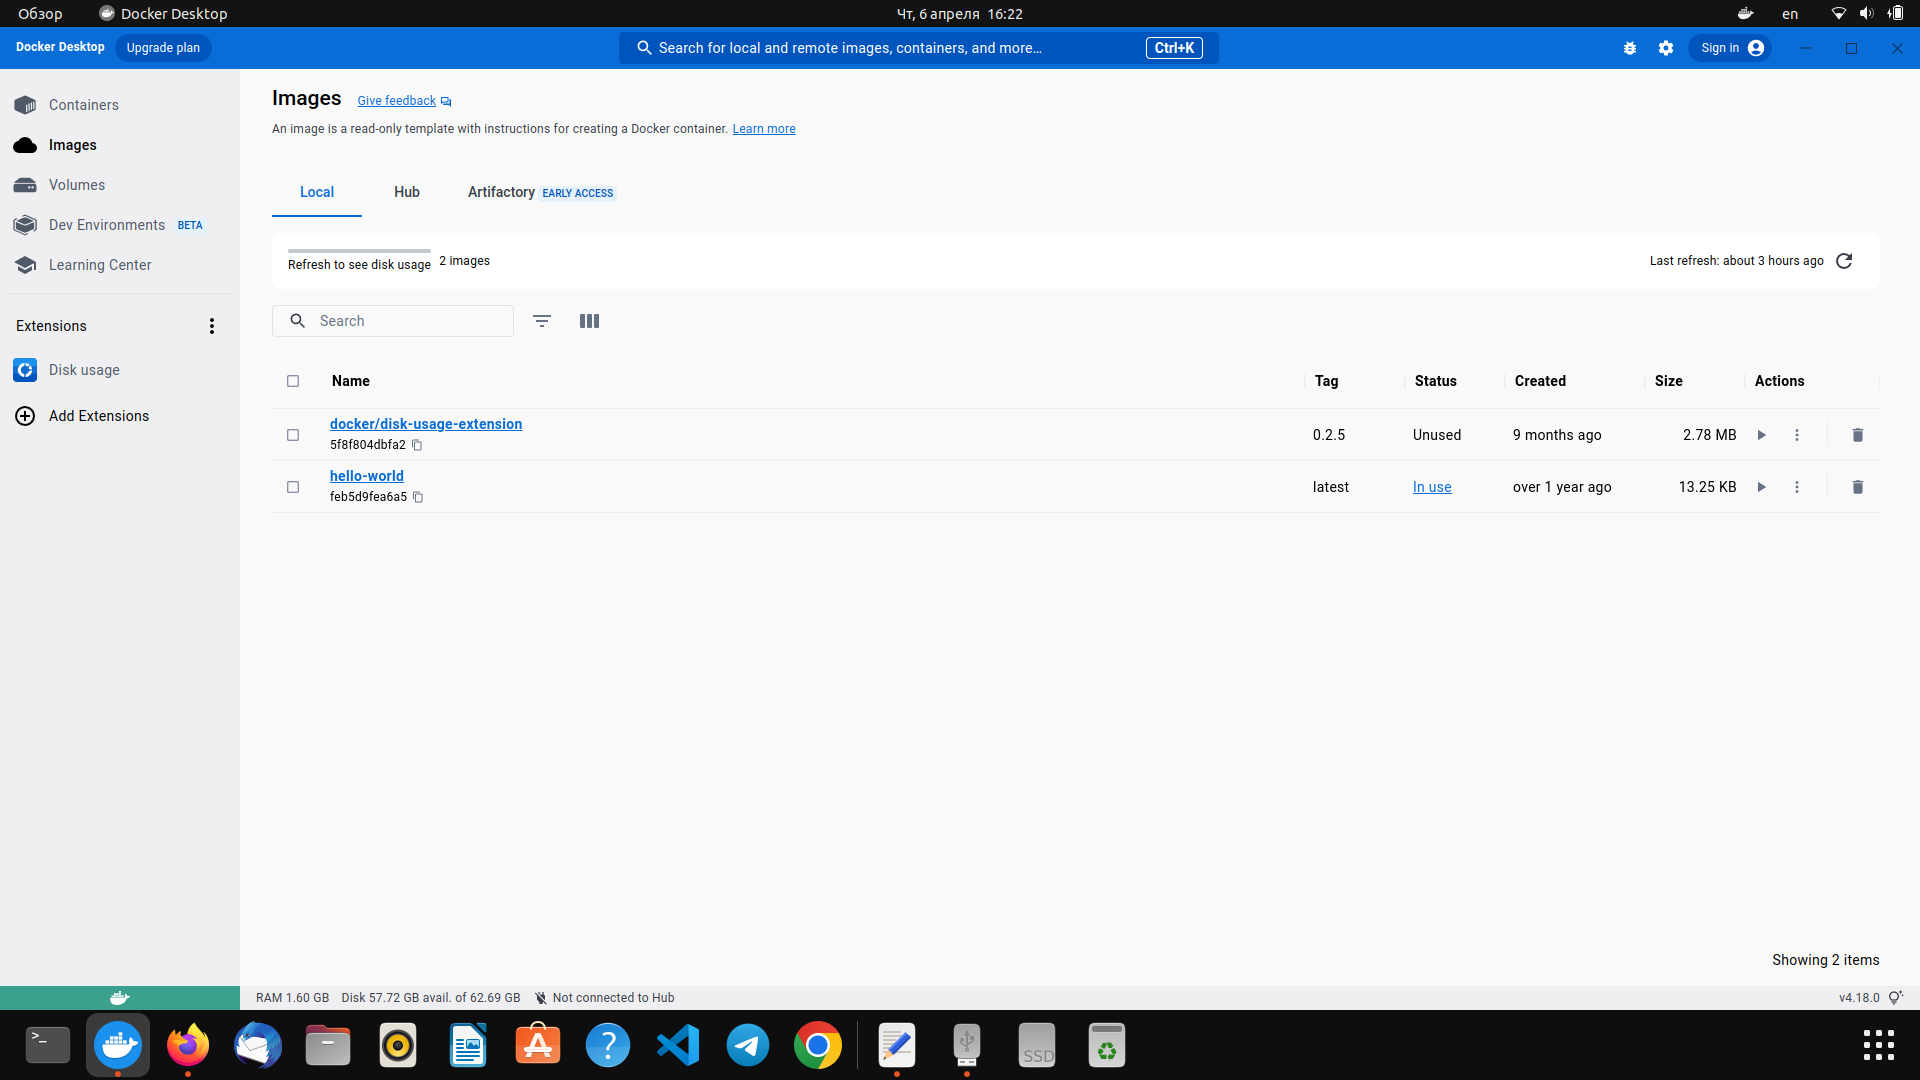 Обзор Docker Desktop Чт, 6 апреля 16:22 en
Docker Desktop Upgrade plan Search for local and remote images, containers, and more... Ctrl+K Sign in
Containers
Images
Volumes
Dev Environments BETA
Learning Center
Extensions
Disk usage
Add Extensions
Images Give feedback
An image is a read-only template with instructions for creating a Docker container. Learn more
Local Hub Artifactory EARLY ACCESS
Refresh to see disk usage 2 images Last refresh: about 3 hours ago
Search
Name Tag Status Created Size Actions
docker/disk-usage-extension
5f8f804dbfa2
0.2.5 Unused 9 months ago 2.78 MB
hello-world
feb5d9fea6a5
latest In use over 1 year ago 13.25 KB
Showing 2 items
RAM 1.60 GB Disk 57.72 GB avail. of 62.69 GB Not connected to Hub v4.18.0
>_
?
SSD